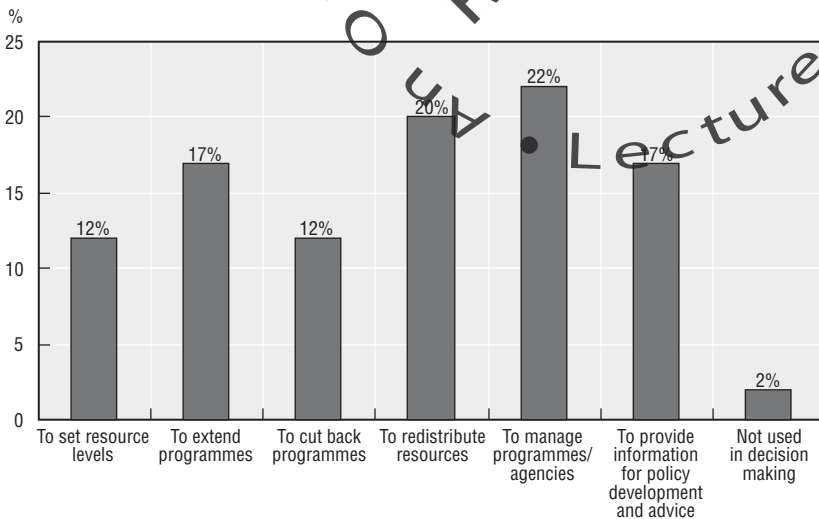 %
25
20
15
10
5
0
12%
17%
12%
20%
22%
17%
2%
To set resource
levels
To extend
programmes
To cut back
programmes
To redistribute
resources
To manage
programmes/
agencies
To provide
information
for policy
development
and advice
Not used
in decision
making
Lecture